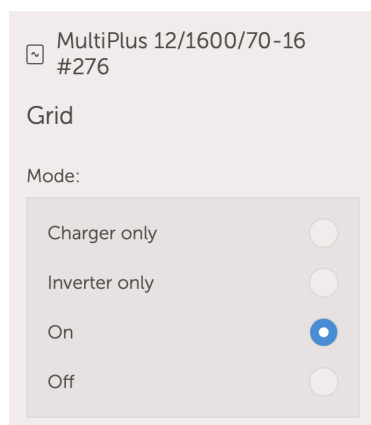 MultiPlus 12/1600/70-16
#276
Grid
Mode:
Charger only
Inverter only
On
Off